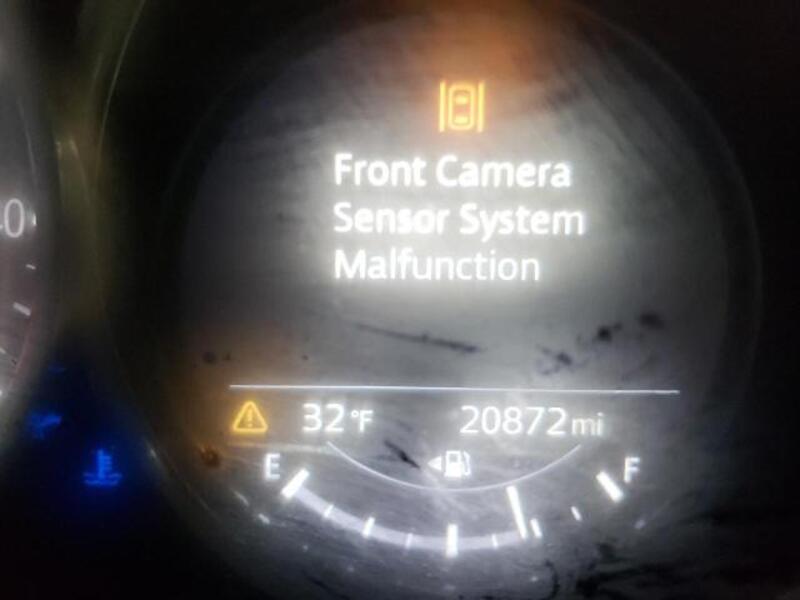 Front Camera
Sensor System
Malfunction
32°F 20872mi
E F